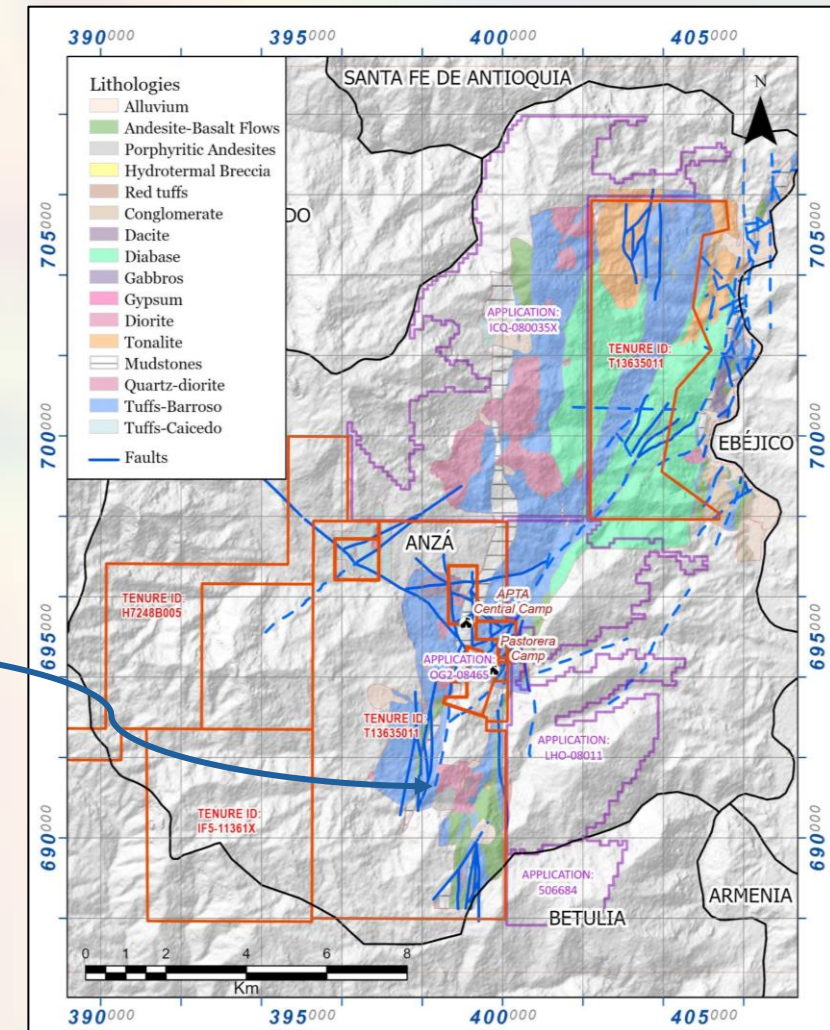 390000 395000 400000 405000
SANTA FE DE ANTIOQUIA
N
Lithologies
Alluvium
Andesite-Basalt Flows
Porphyritic Andesites
Hydrotermal Breccia
Red tuffs
Conglomerate
Dacite
Diabase
Gabbros
Gypsum
Diorite
Tonalite
Mudstones
Quartz-diorite
Tuffs-Barroso
Tuffs-Caicedo
Faults
DO
705000
705000
APPLICATION:
ICQ-080035X
TENURE ID:
T13635011
700000
700000
EBÉJICO
ANZÁ
TENURE ID:
H7248B005
APTA
Central Camp
695000
695000
Pastorera
Camp
APPLICATION:
OG2-08465
TENURE ID:
T13635011
APPLICATION:
LHO-08011
TENURE ID:
IF5-11361X
690000
690000
APPLICATION:
506684
ARMENIA
BETULIA
0 1 2 4 6 8
Km
390000 395000 400000 405000